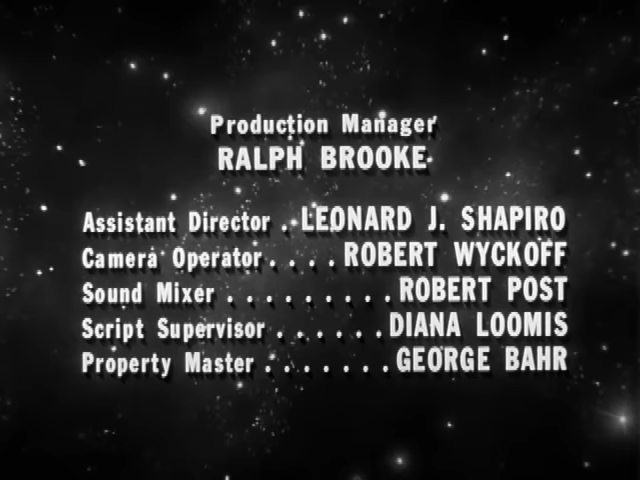 Production Manager
RALPH BROOKE
Assistant Director . LEONARD J. SHAPIRO
Camera Operator . . . . ROBERT WYCKOFF
Sound Mixer . . . . . . . . . ROBERT POST
Script Supervisor . . . . . . DIANA LOOMIS
Property Master . . . . . . . GEORGE BAHR